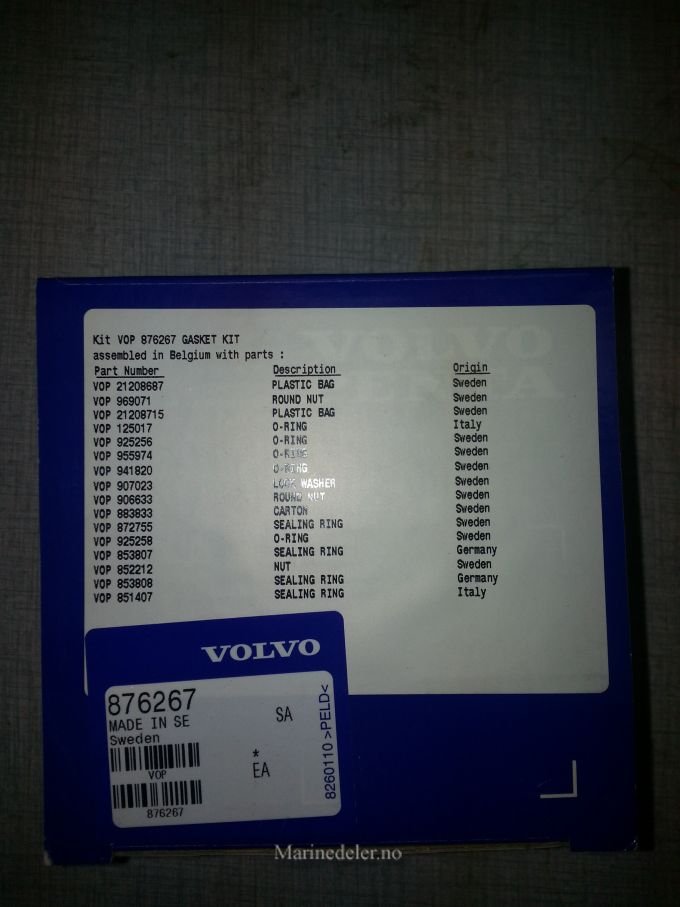 Kit VOP 876267 GASKET KIT
assembled in Belgium with parts :
Part Number Description Origin
VOP 21208687 PLASTIC BAG Sweden
VOP 969071 ROUND NUT Sweden
VOP 21208715 PLASTIC BAG Sweden
VOP 125017 O-RING Italy
VOP 925256 O-RING Sweden
VOP 955974 O-RING Sweden
VOP 941820 O-RING Sweden
VOP 907023 LOCK WASHER Sweden
VOP 906633 ROUND NUT Sweden
VOP 883833 CARTON Sweden
VOP 872755 SEALING RING Sweden
VOP 925258 O-RING Sweden
VOP 853807 SEALING RING Germany
VOP 852212 NUT Sweden
VOP 853808 SEALING RING Germany
VOP 851407 SEALING RING Italy
VOLVO
876267
MADE IN SE
Sweden
SA
VOP
*
EA
876267
8260110 >PELD<
Marinedeler.no